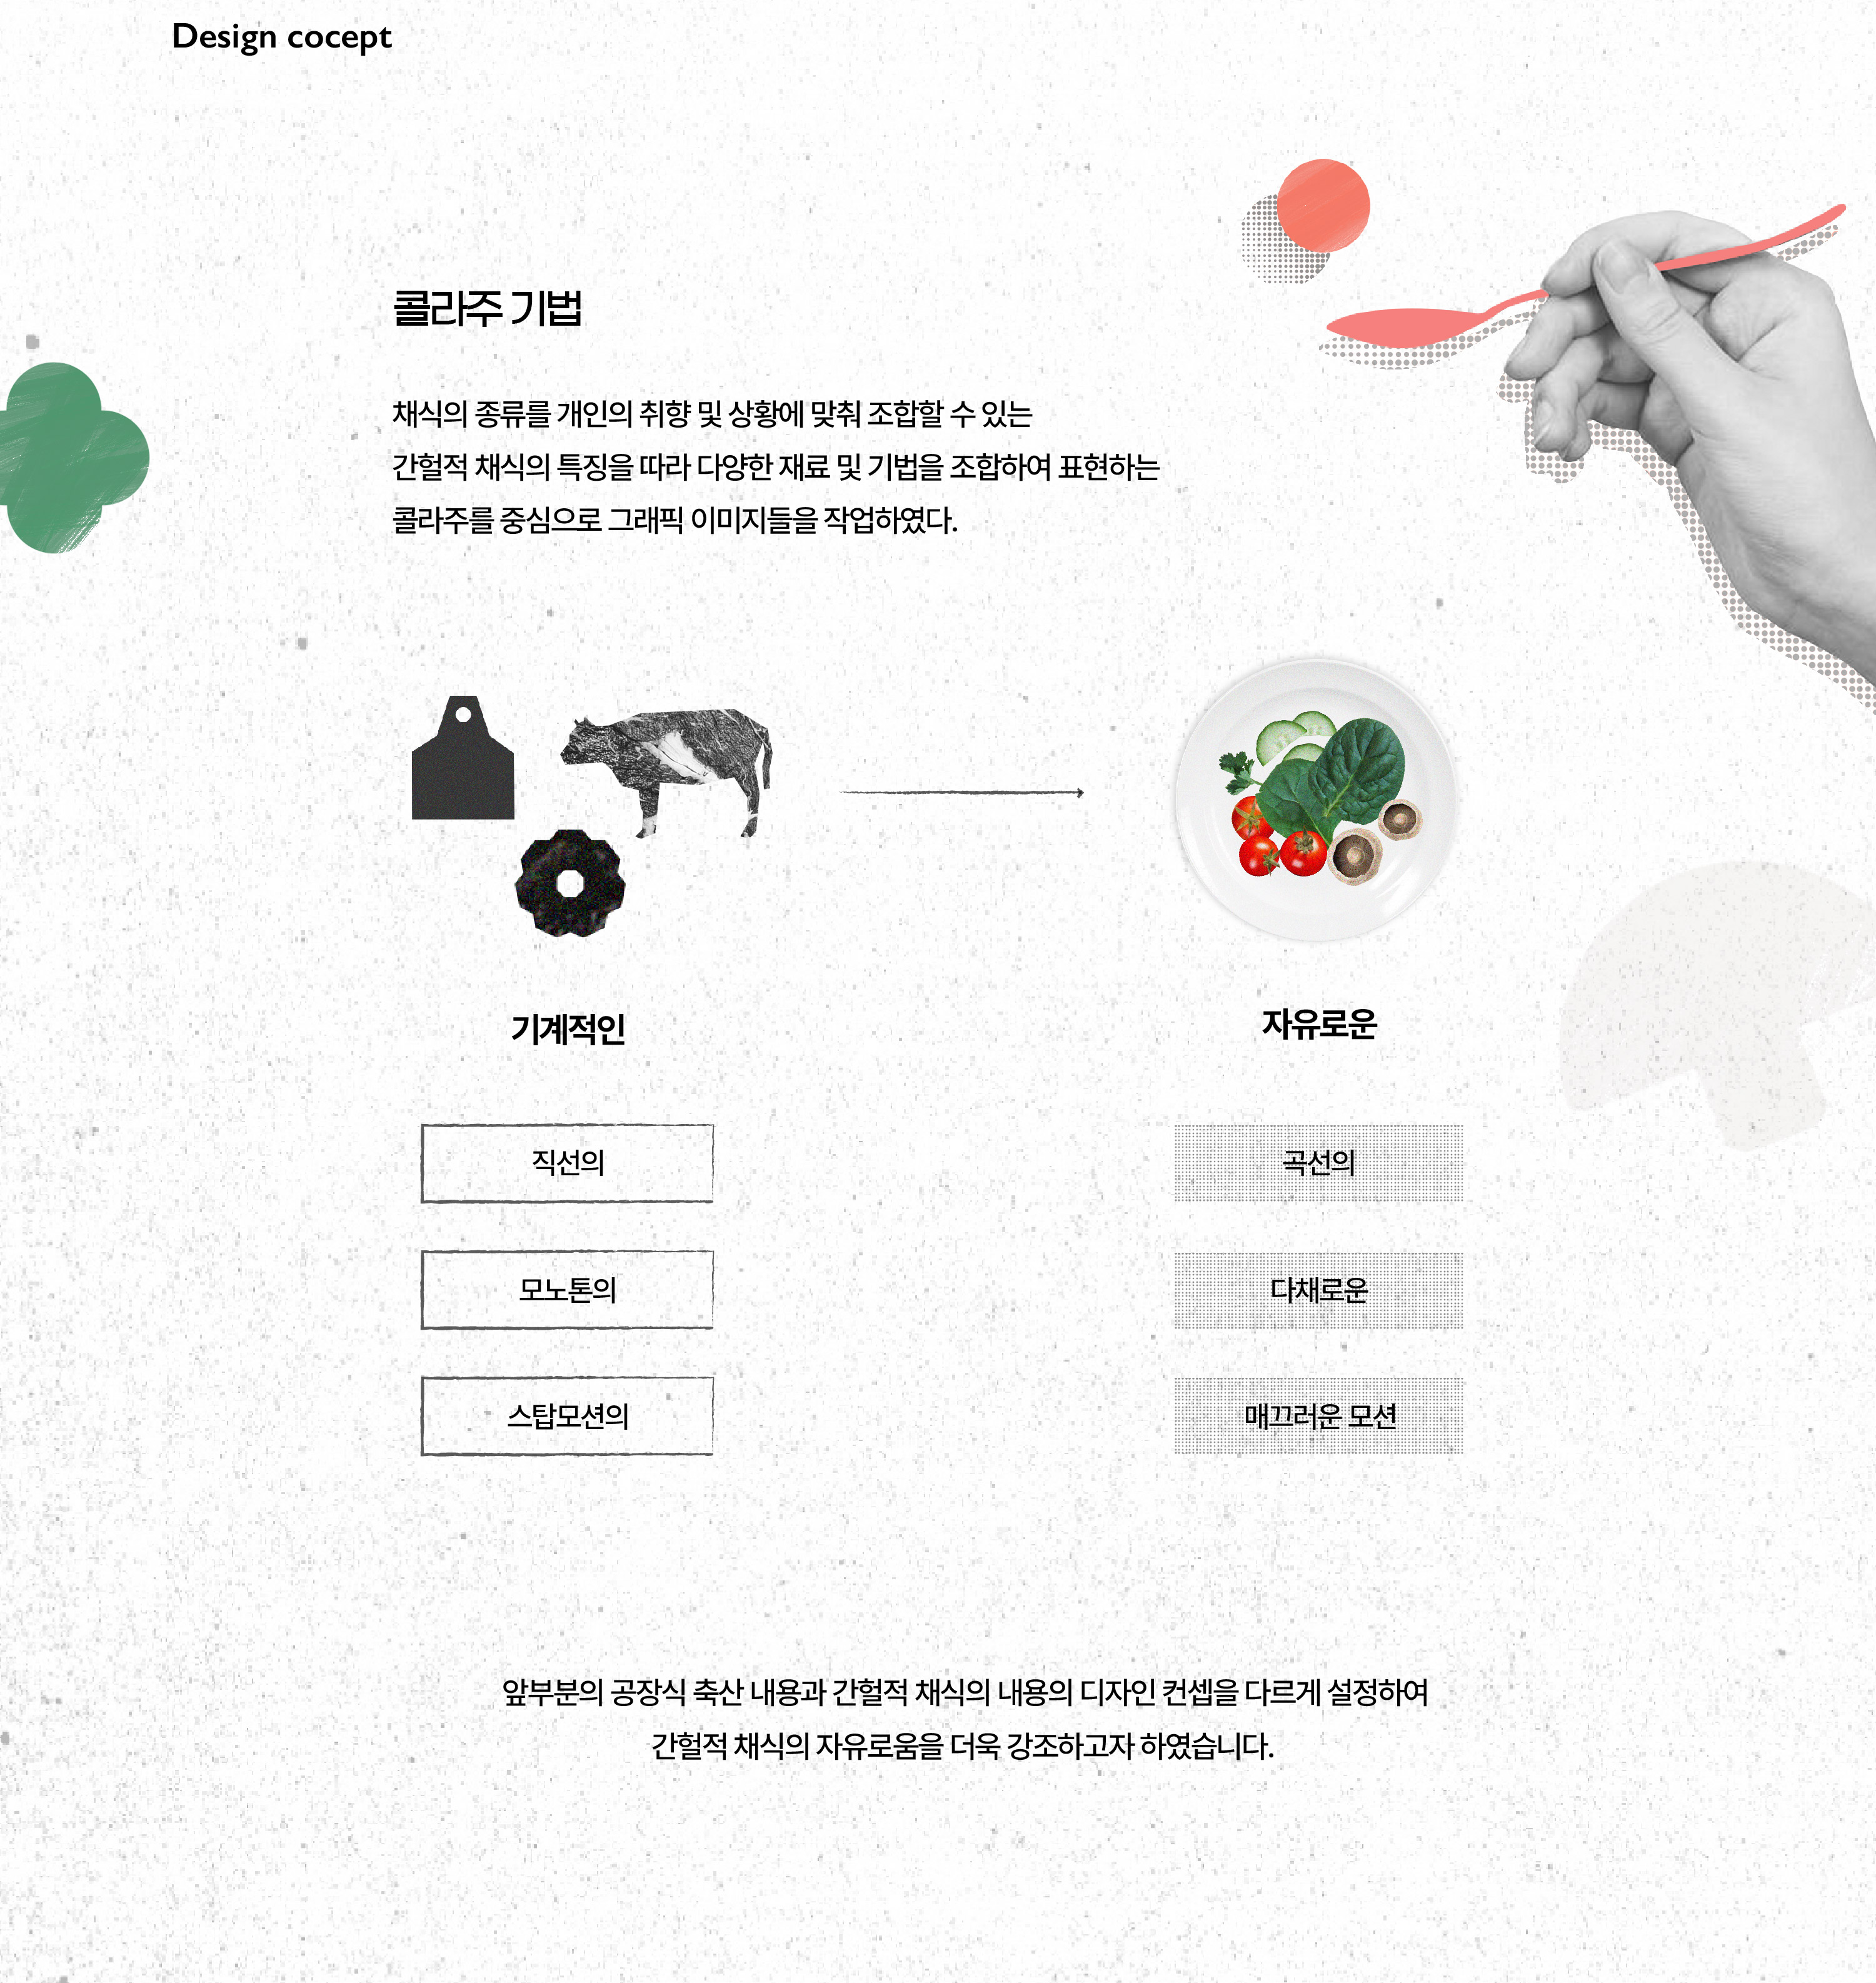 Design cocept
콜라주 기법
채식의 종류를 개인의 취향 및 상황에 맞춰 조합할 수 있는
간헐적 채식의 특징을 따라 다양한 재료 및 기법을 조합하여 표현하는
콜라주를 중심으로 그래픽 이미지들을 작업하였다.
기계적인
자유로운
직선의
곡선의
모노톤의
다채로운
스탑모션의
매끄러운 모션
앞부분의 공장식 축산 내용과 간헐적 채식의 내용의 디자인 컨셉을 다르게 설정하여
간헐적 채식의 자유로움을 더욱 강조하고자 하였습니다.